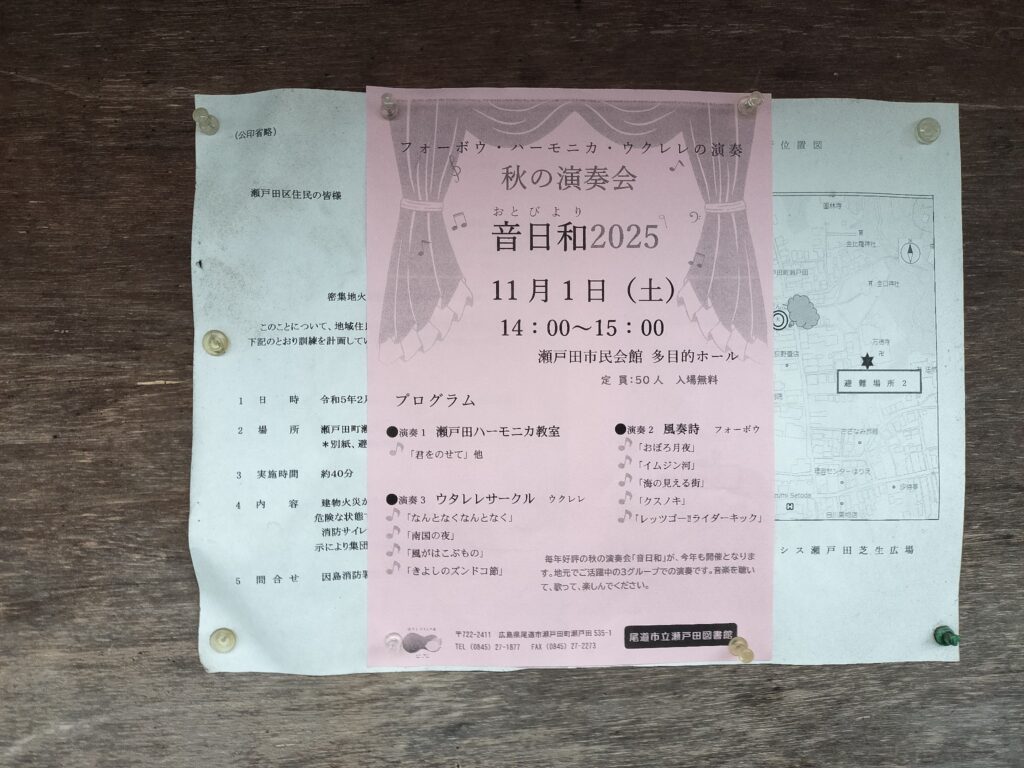 (公印省略)
瀬戸田区住民の皆様
密集地火
このことについて、地域住
下記のとおり訓練を計画してい
1 日 時 令和5年2月
2 場 所 瀬戸田町瀬
*別紙、避
3 実施時間 約40分
4 内 容 建物火災が
危険な状態で
消防サイレ
示により集団
5 問合せ 因島消防署
フォーボウ・ハーモニカ・ウクレレの演奏
秋の演奏会
おとびより
音日和2025
11月1日(土)
14:00～15:00
瀬戸田市民会館 多目的ホール
定 員:50人 入場無料
プログラム
●演奏1 瀬戸田ハーモニカ教室
「君をのせて」他
●演奏2 風奏詩 フォーボウ
「おぼろ月夜」
「イムジン河」
「海の見える街」
「クスノキ」
「レッツゴー!!ライダーキック」
●演奏3 ウタレレサークル ウクレレ
「なんとなくなんとなく」
「南国の夜」
「風がはこぶもの」
「きよしのズンドコ節」
毎年好評の秋の演奏会「音日和」が、今年も開催となりま
す。地元でご活躍中の3グループでの演奏です。音楽を聴い
て、歌って、楽しんでください。
〒722-2411 広島県尾道市瀬戸田町瀬戸田 535-1
TEL (0845) 27-1877 FAX (0845) 27-2273
尾道市立瀬戸田図書館
位置図
金比羅神社
田町瀬戸田
万徳寺
卍
避難場所2
シス瀬戸田芝生広場